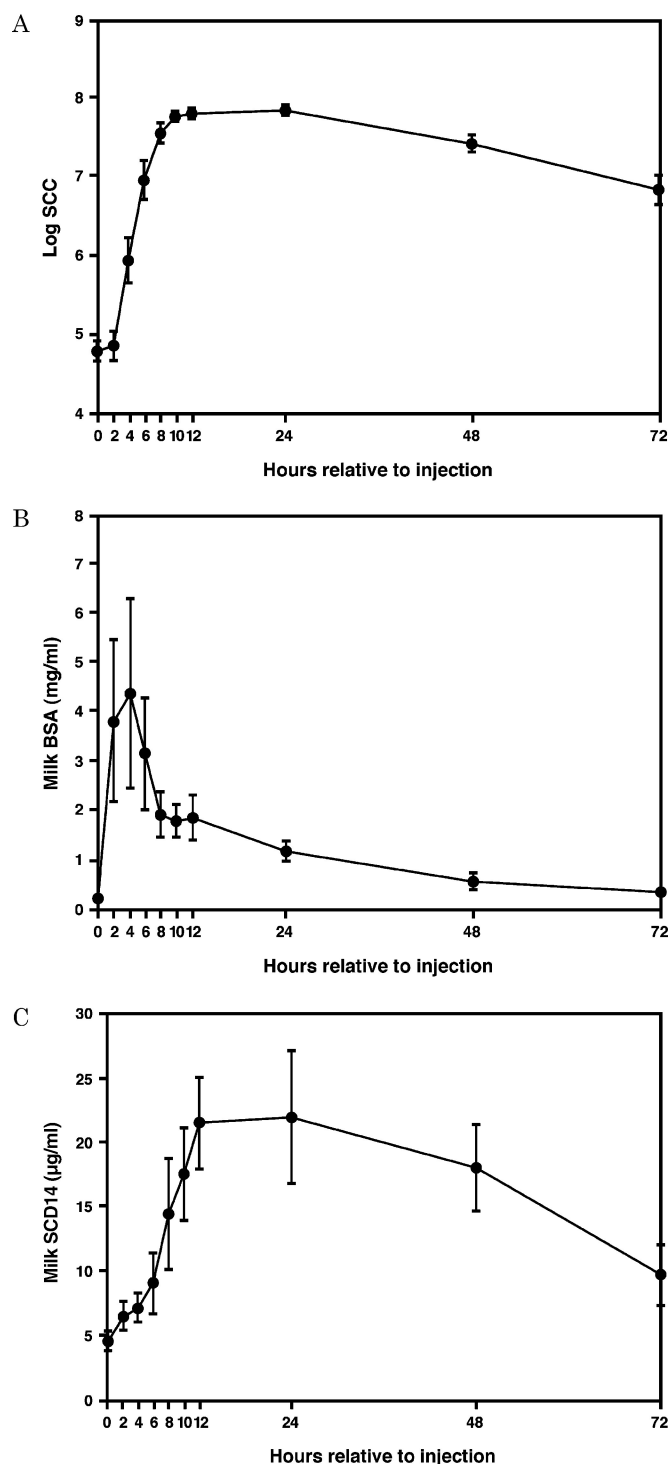 A
9
8
7
6
5
4
Log SCC
0 2 4 6 8 10 12 24 48 72
Hours relative to injection
B
8
7
6
5
4
3
2
1
0
Milk BSA (mg/ml)
0 2 4 6 8 10 12 24 48 72
Hours relative to injection
C
30
25
20
15
10
5
0
Milk SCD14 (µg/ml)
0 2 4 6 8 10 12 24 48 72
Hours relative to injection